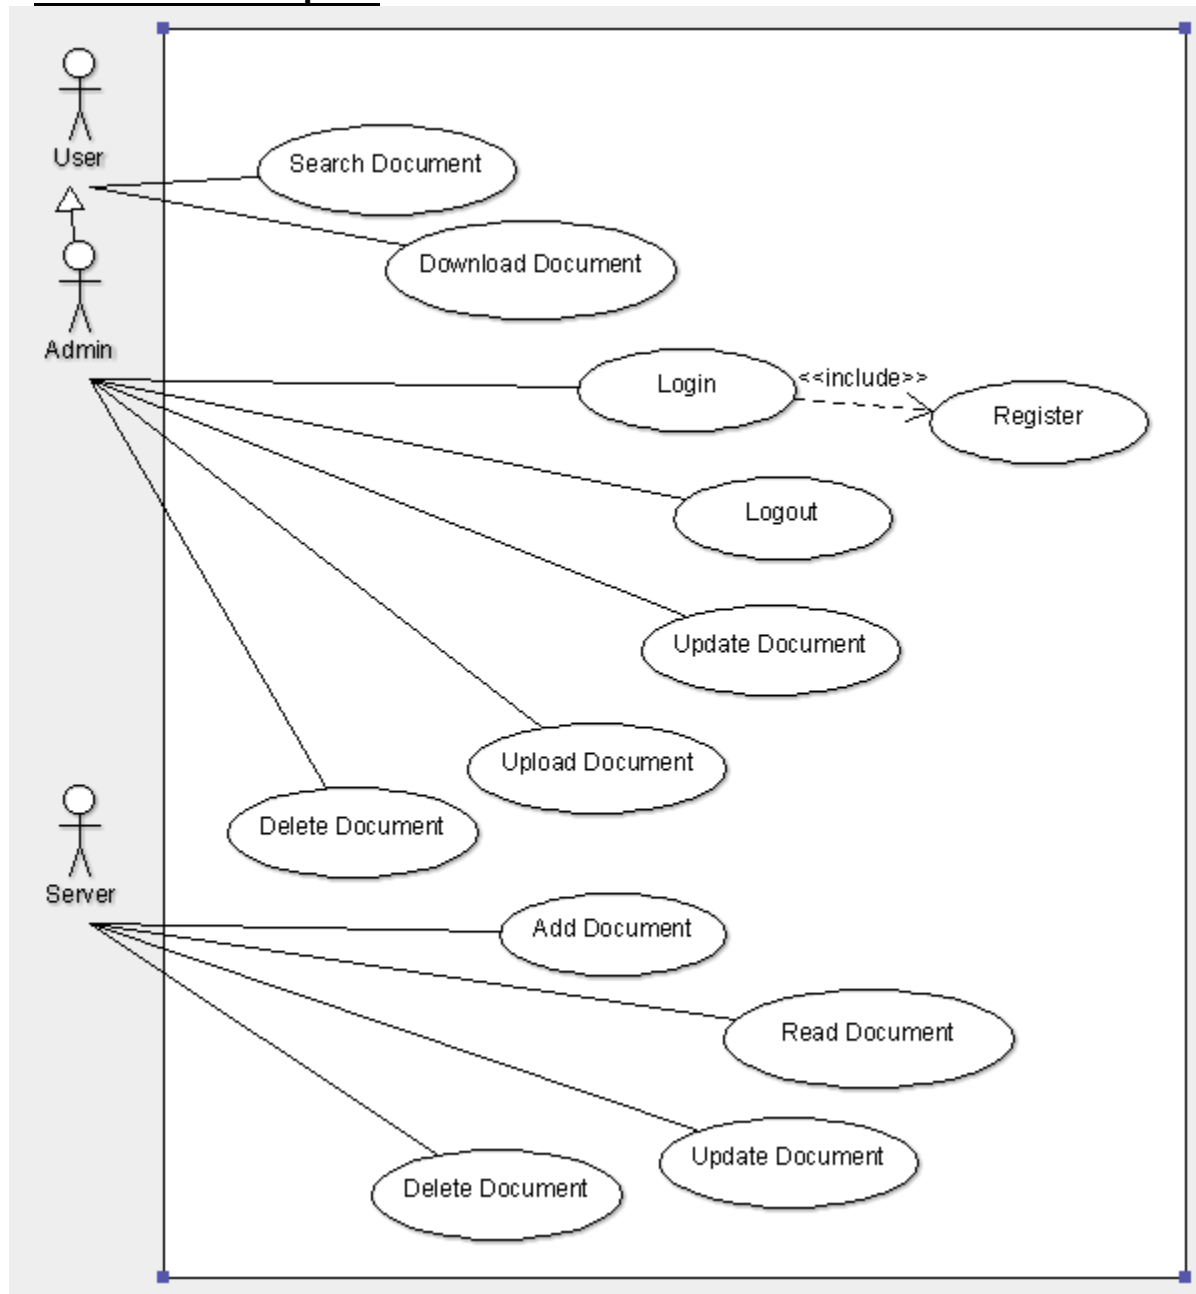 User
Search Document
Download Document
Admin
Login
<<include>>
Register
Logout
Update Document
Upload Document
Delete Document
Server
Add Document
Read Document
Update Document
Delete Document